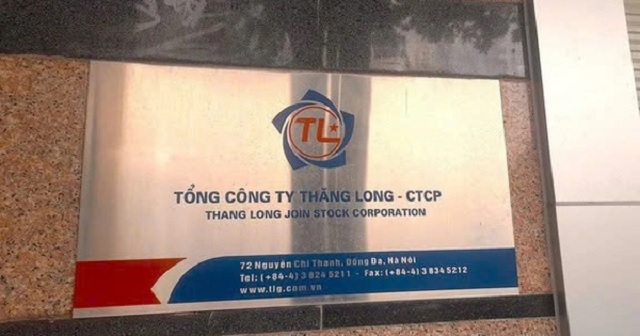 TL
TỔNG CÔNG TY THĂNG LONG - CTCP
THANG LONG JOIN STOCK CORPORATION
72 Nguyễn Chí Thanh, Đống Đa, Hà Nội
Tel: (+84-4) 3 824 5211 - Fax: (+84-4) 3 834 5212
www.tlg.com.vn